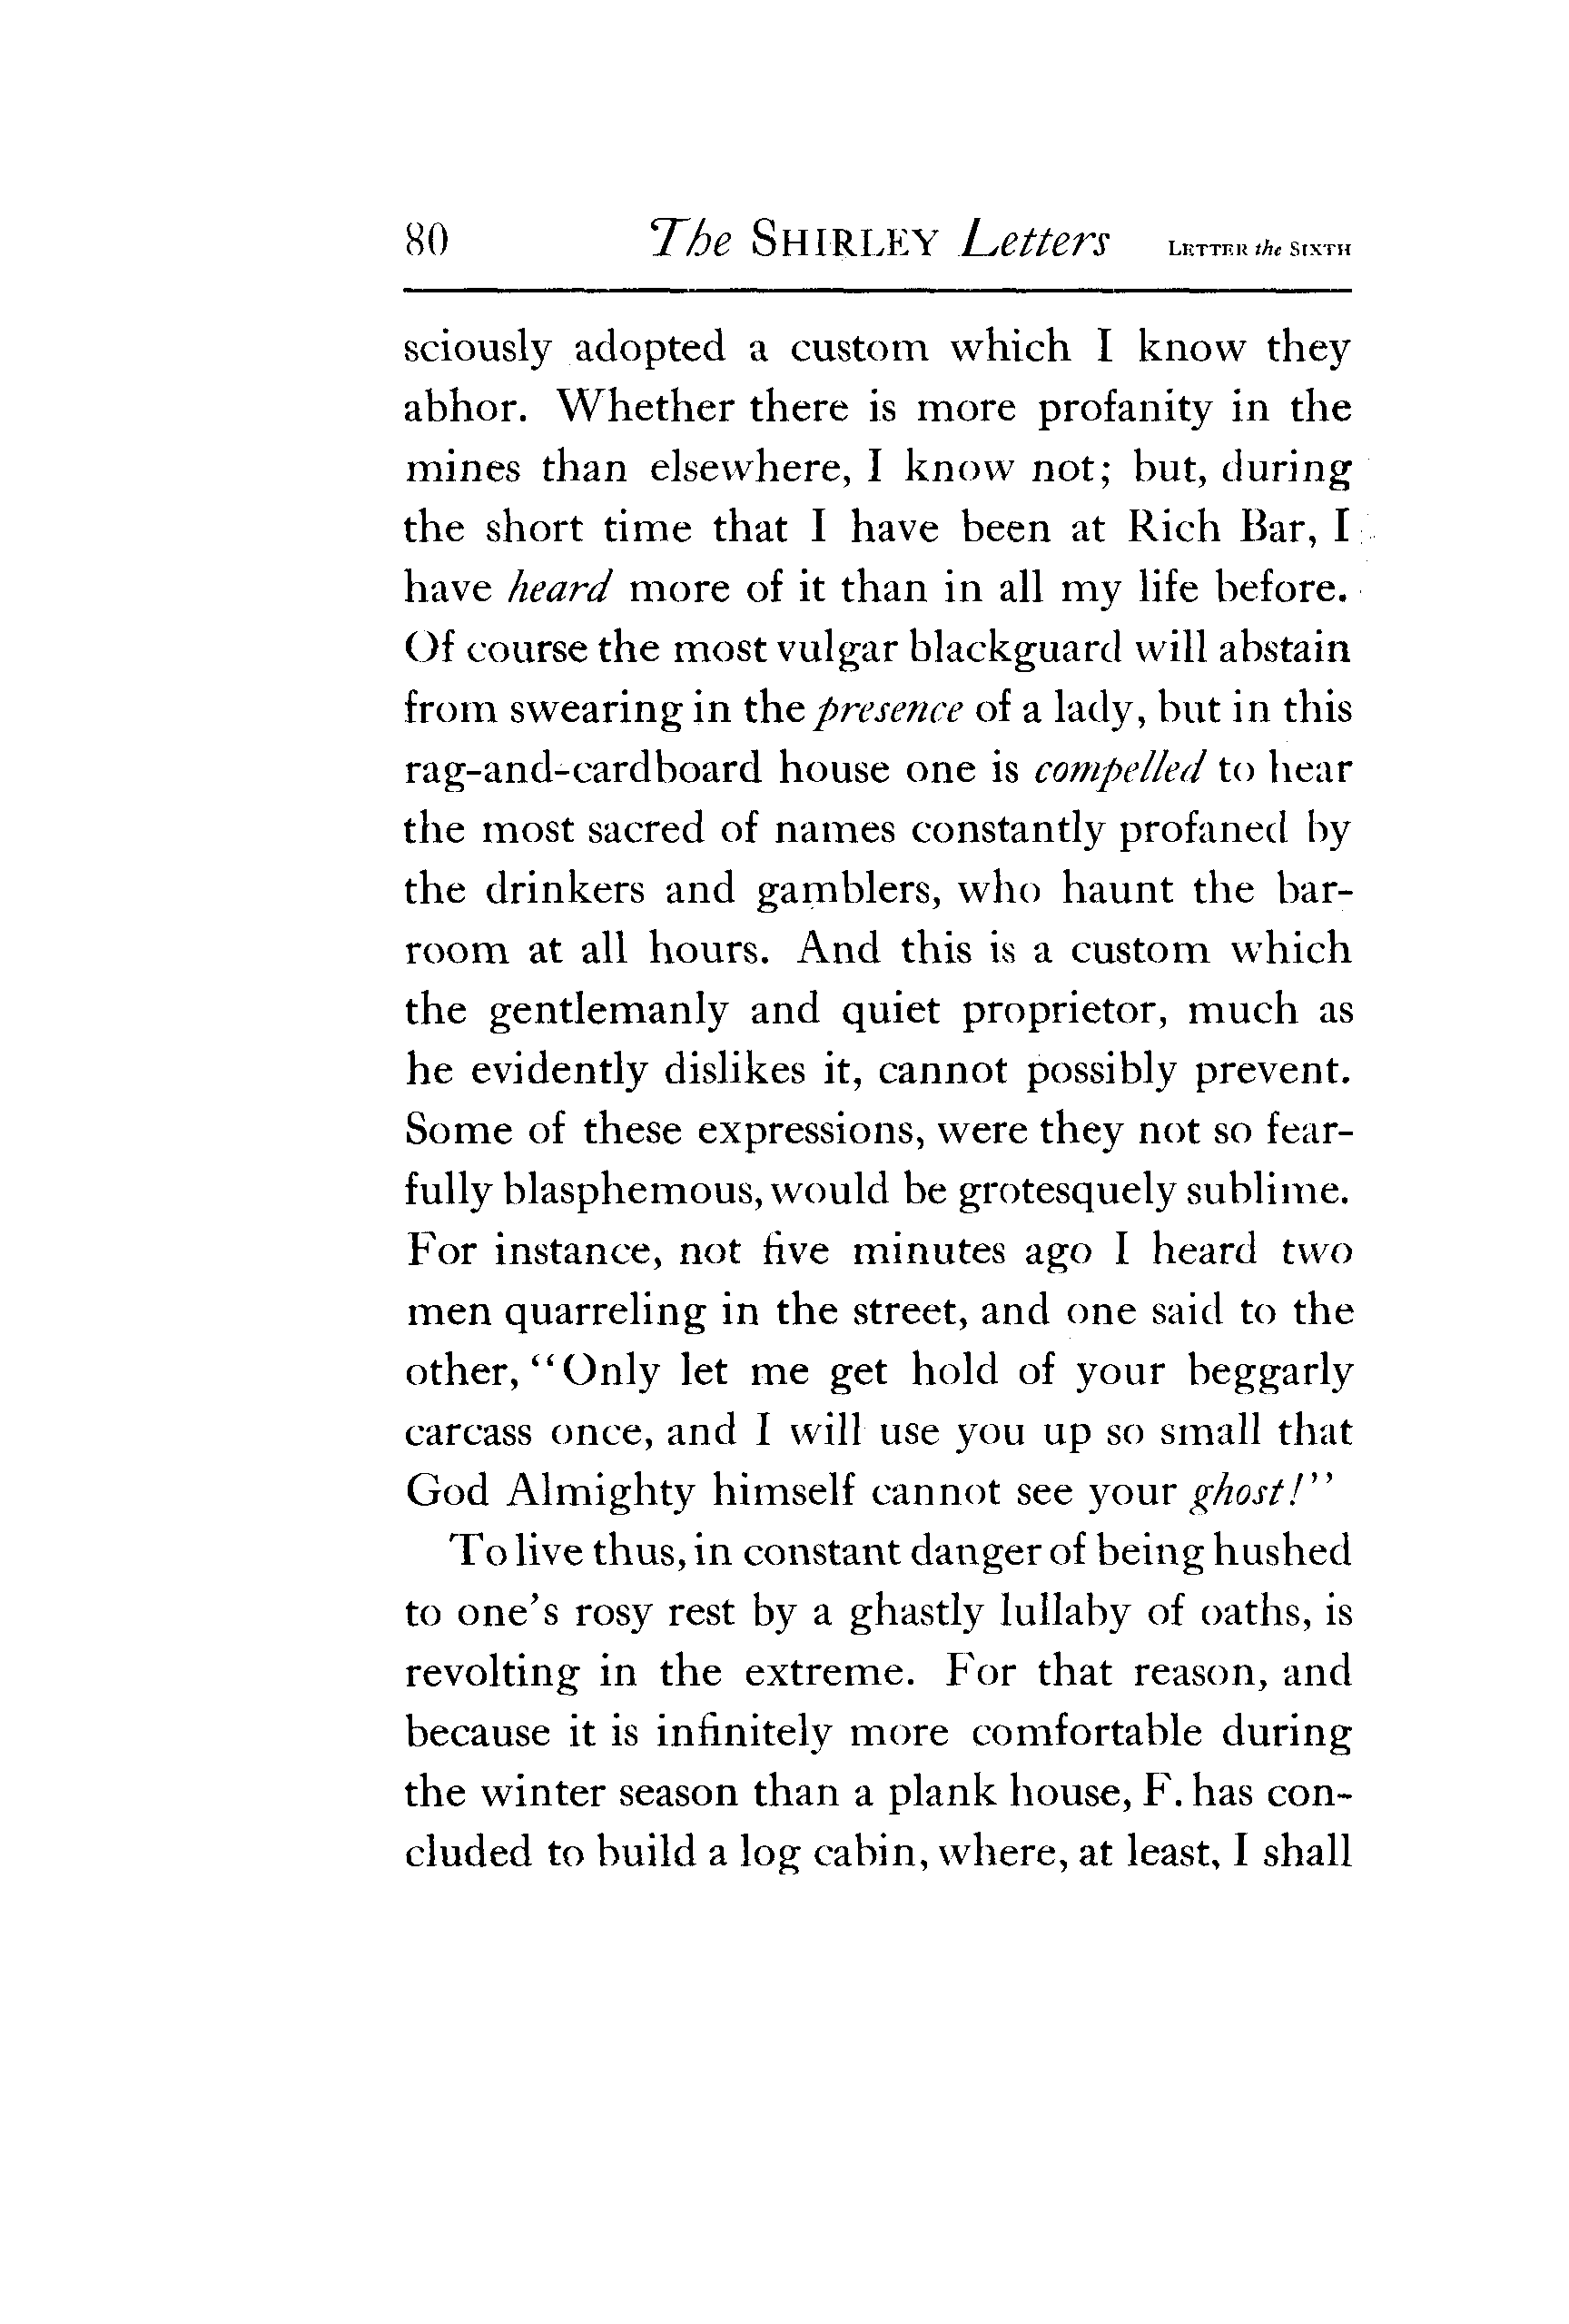 80 The SHIRLEY Letters LETTER the SIXTH
sciously adopted a custom which I know they
abhor. Whether there is more profanity in the
mines than elsewhere, I know not; but, during
the short time that I have been at Rich Bar, I
have heard more of it than in all my life before.
Of course the most vulgar blackguard will abstain
from swearing in the presence of a lady, but in this
rag-and-cardboard house one is compelled to hear
the most sacred of names constantly profaned by
the drinkers and gamblers, who haunt the bar-
room at all hours. And this is a custom which
the gentlemanly and quiet proprietor, much as
he evidently dislikes it, cannot possibly prevent.
Some of these expressions, were they not so fear-
fully blasphemous, would be grotesquely sublime.
For instance, not five minutes ago I heard two
men quarreling in the street, and one said to the
other, "Only let me get hold of your beggarly
carcass once, and I will use you up so small that
God Almighty himself cannot see your ghost!"
To live thus, in constant danger of being hushed
to one's rosy rest by a ghastly lullaby of oaths, is
revolting in the extreme. For that reason, and
because it is infinitely more comfortable during
the winter season than a plank house, F. has con-
cluded to build a log cabin, where, at least, I shall